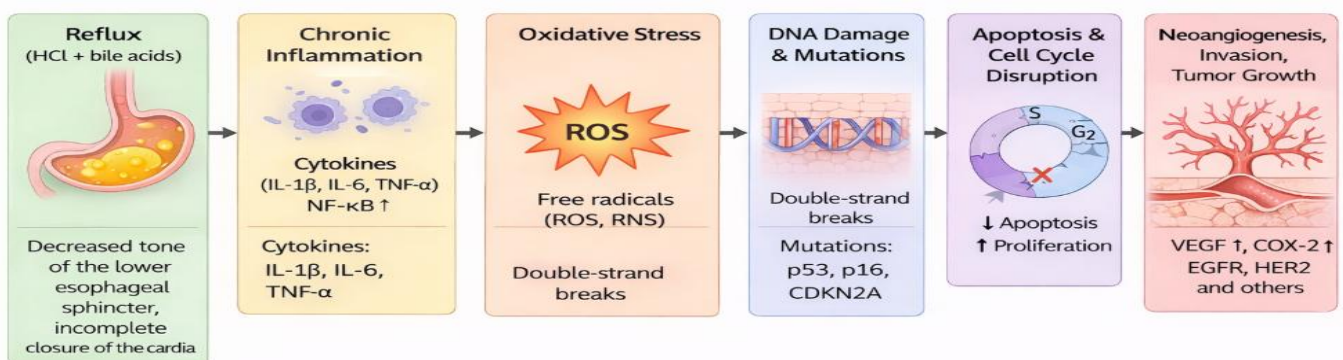 Reflux
(HCl + bile acids)
Decreased tone
of the lower
esophageal
sphincter,
incomplete
closure of the cardia
Chronic
Inflammation
Cytokines
(IL-1β, IL-6, TNF-α)
NF-κB ↑
Cytokines:
IL-1β, IL-6,
TNF-α
Oxidative Stress
ROS
Free radicals
(ROS, RNS)
Double-strand
breaks
DNA Damage
& Mutations
Double-strand
breaks
Mutations:
p53, p16,
CDKN2A
Apoptosis &
Cell Cycle
Disruption
S
G2
↓ Apoptosis
↑ Proliferation
Neoangiogenesis,
Invasion,
Tumor Growth
VEGF ↑, COX-2 ↑
EGFR, HER2
and others